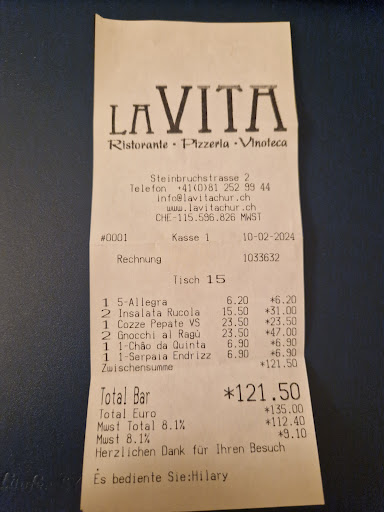 LA VITA
Ristorante • Pizzeria • Vinoteca
Steinbruchstrasse 2
Telefon +41(0)81 252 99 44
info@lavitachur.ch
www.lavitachur.ch
CHE-115.596.826 MWST
#0001 Kasse 1 10-02-2024
Rechnung 1033632
Tisch 15
1 5-Allegra 6.20 *6.20
2 Insalata Rucola 15.50 *31.00
1 Cozze Pepate VS 23.50 *23.50
2 Gnocchi al Ragù 23.50 *47.00
1 1-Chão da Quinta 6.90 *6.90
1 1-Serpaia Endrizz 6.90 *6.90
Zwischensumme *121.50
Total Bar *121.50
Total Euro *135.00
Mwst Total 8.1% *112.40
Mwst 8.1% *9.10
Herzlichen Dank für Ihren Besuch
És bediente Sie:Hilary